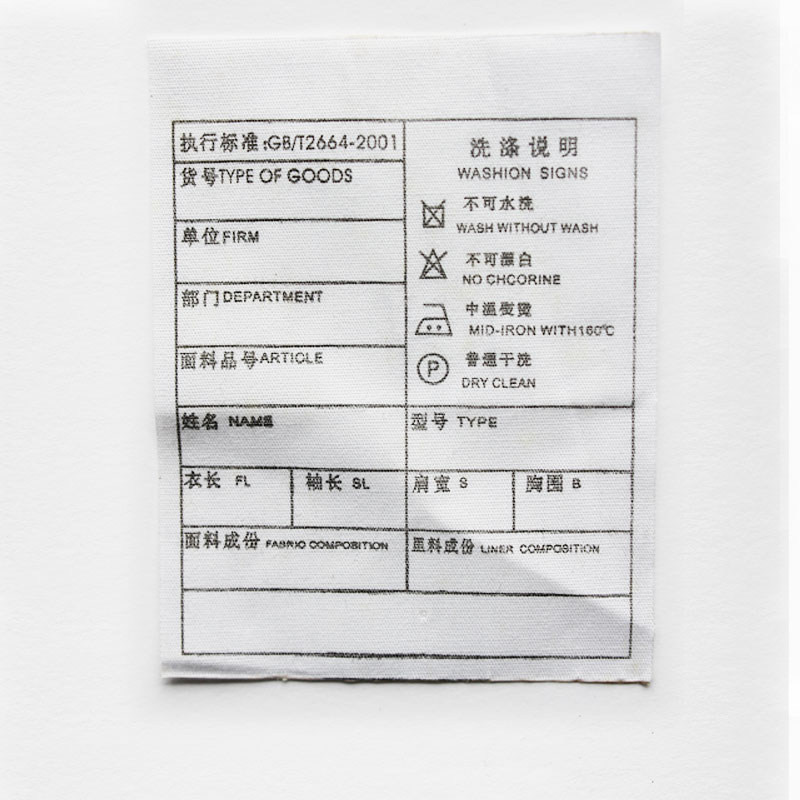 执行标准:GB/T2664-2001
货号TYPE OF GOODS
单位FIRM
部门DEPARTMENT
面料品号ARTICLE
洗涤说明
WASHION SIGNS
不可水洗
WASH WITHOUT WASH
不可漂白
NO CHCORINE
中温熨烫
MID-IRON WITH160℃
P
普通干洗
DRY CLEAN
姓名 NAME
型号 TYPE
衣长 FL
袖长 SL
肩宽 S
胸围 B
面料成份 FABRIO COMPOSITION
里料成份 LINER COMPOSITION